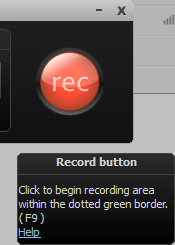 rec
Record button
Click to begin recording area
within the dotted green border.
(F9)
Help